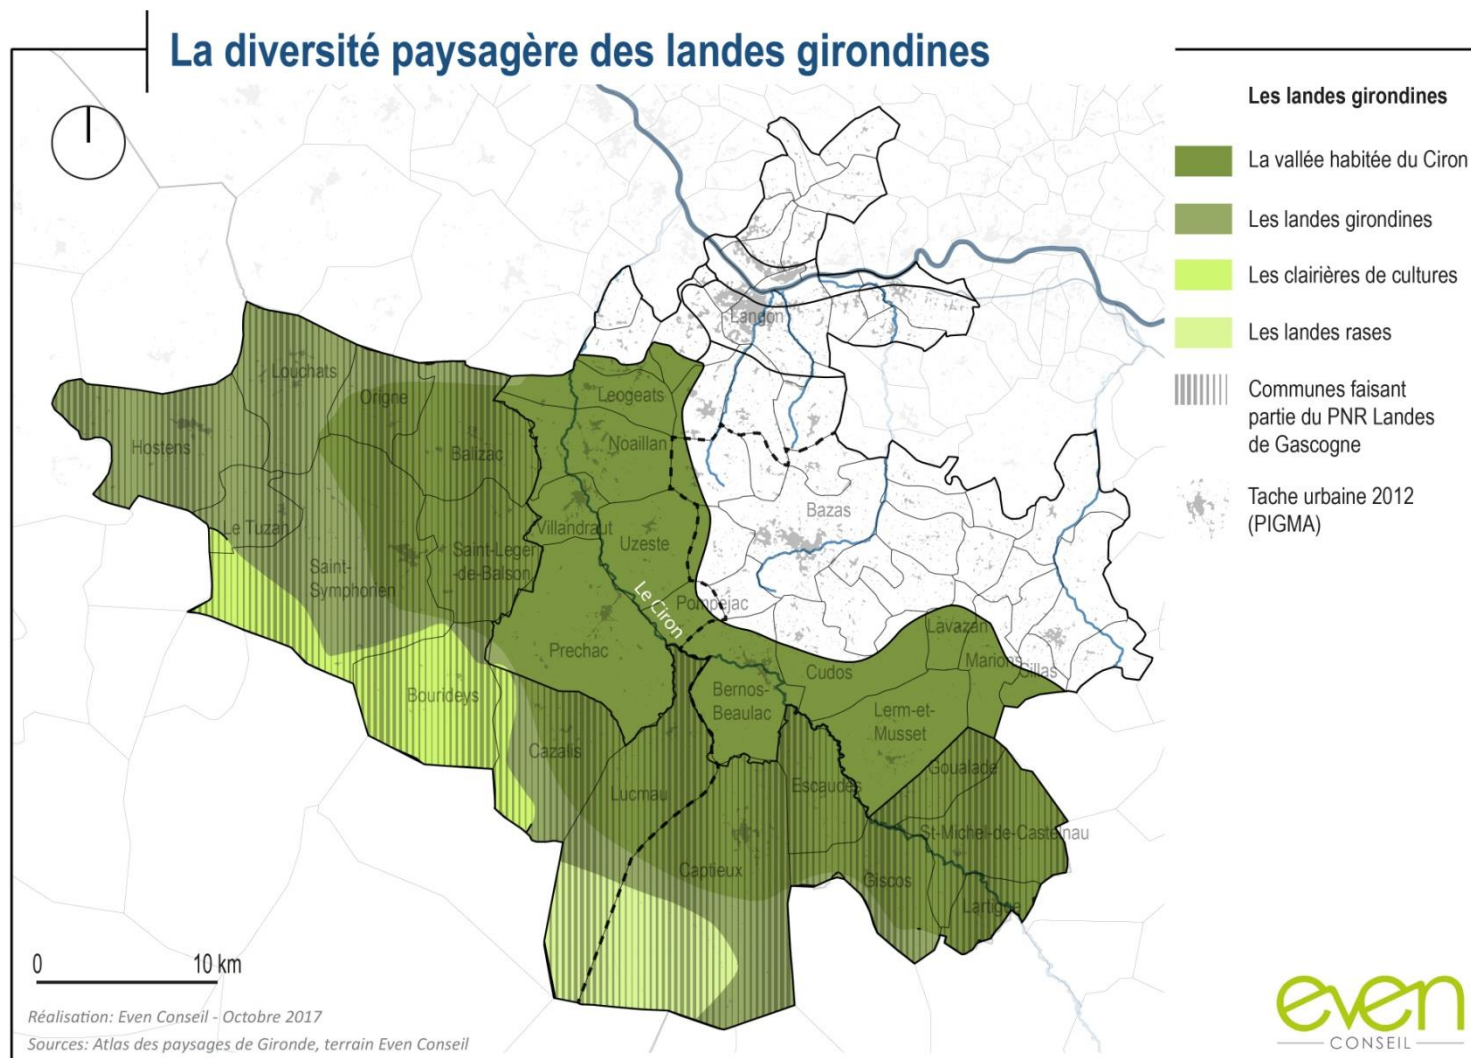 La diversité paysagère des landes girondines
Les landes girondines
La vallée habitée du Ciron
Les landes girondines
Les clairières de cultures
Les landes rases
Communes faisant
partie du PNR Landes
de Gascogne
Tache urbaine 2012
(PIGMA)
Langon
Louchats
Origne
Leogeats
Hostens
Balizac
Noaillan
Bazas
Le Tuzan
Villandraut
Uzeste
Saint-
Symphorien
Saint-Leger
-de-Balson
Le Ciron
Pompejac
Lavazan
Prechac
Cudos
Marions
Sillas
Bourideys
Bernos-
Beaulac
Lerm-et-
Musset
Cazalis
Goualade
Lucmau
Escaudes
St-Michel-de-Castelnau
Captieux
Giscos
Lartigue
0
10 km
Réalisation: Even Conseil - Octobre 2017
Sources: Atlas des paysages de Gironde, terrain Even Conseil
even
CONSEIL